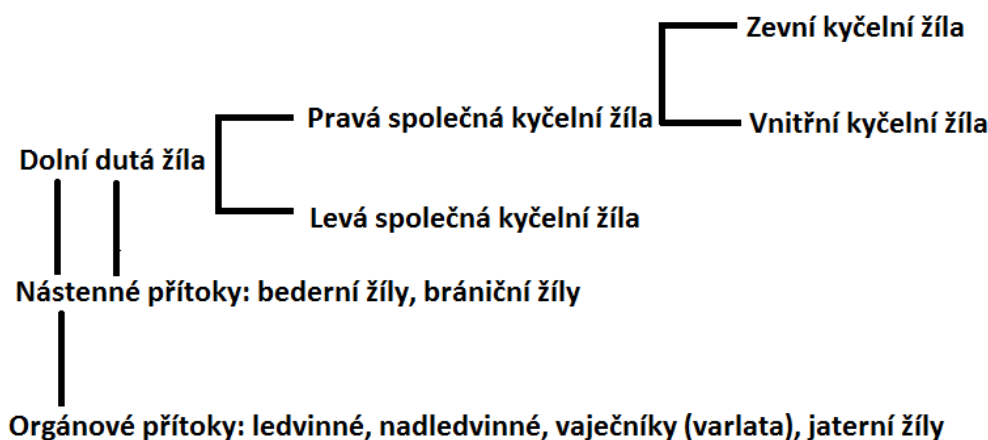 Zevní kyčelní žíla
Pravá společná kyčelní žíla
Vnitřní kyčelní žíla
Dolní dutá žíla
Levá společná kyčelní žíla
Nástenné přítoky: bederní žíly, brániční žíly
Orgánové přítoky: ledvinné, nadledvinné, vaječníky (varlata), jaterní žíly